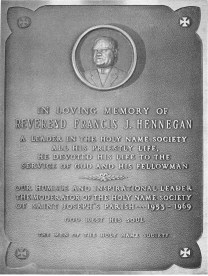 IN LOVING MEMORY OF
REVEREND FRANCIS J. HENNEGAN
A LEADER IN THE HOLY NAME SOCIETY
ALL HIS PRIESTLY LIFE,
HE DEVOTED HIS LIFE TO THE
SERVICE OF GOD AND HIS FELLOWMAN
OUR HUMBLE AND INSPIRATIONAL LEADER
THE MODERATOR OF THE HOLY NAME SOCIETY
OF SAINT JOSEPH'S PARISH 1953-1969
GOD REST HIS SOUL
THE MEN OF THE HOLY NAME SOCIETY